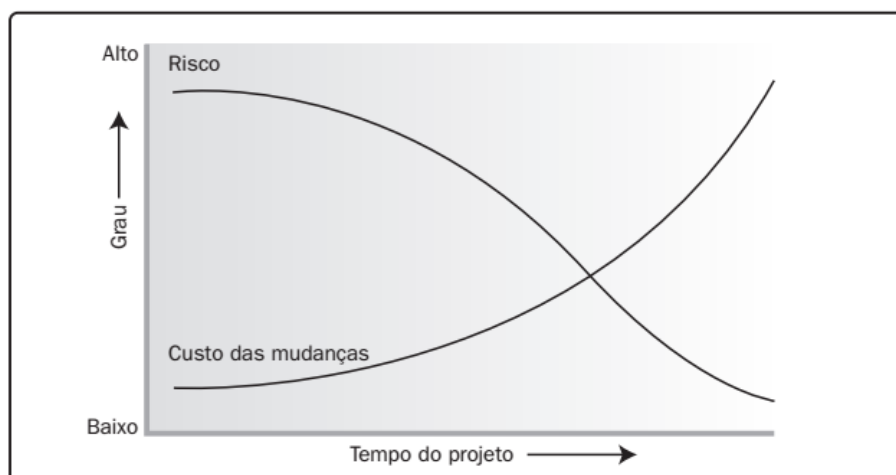 Alto
Risco
Grau
Custo das mudanças
Baixo
Tempo do projeto